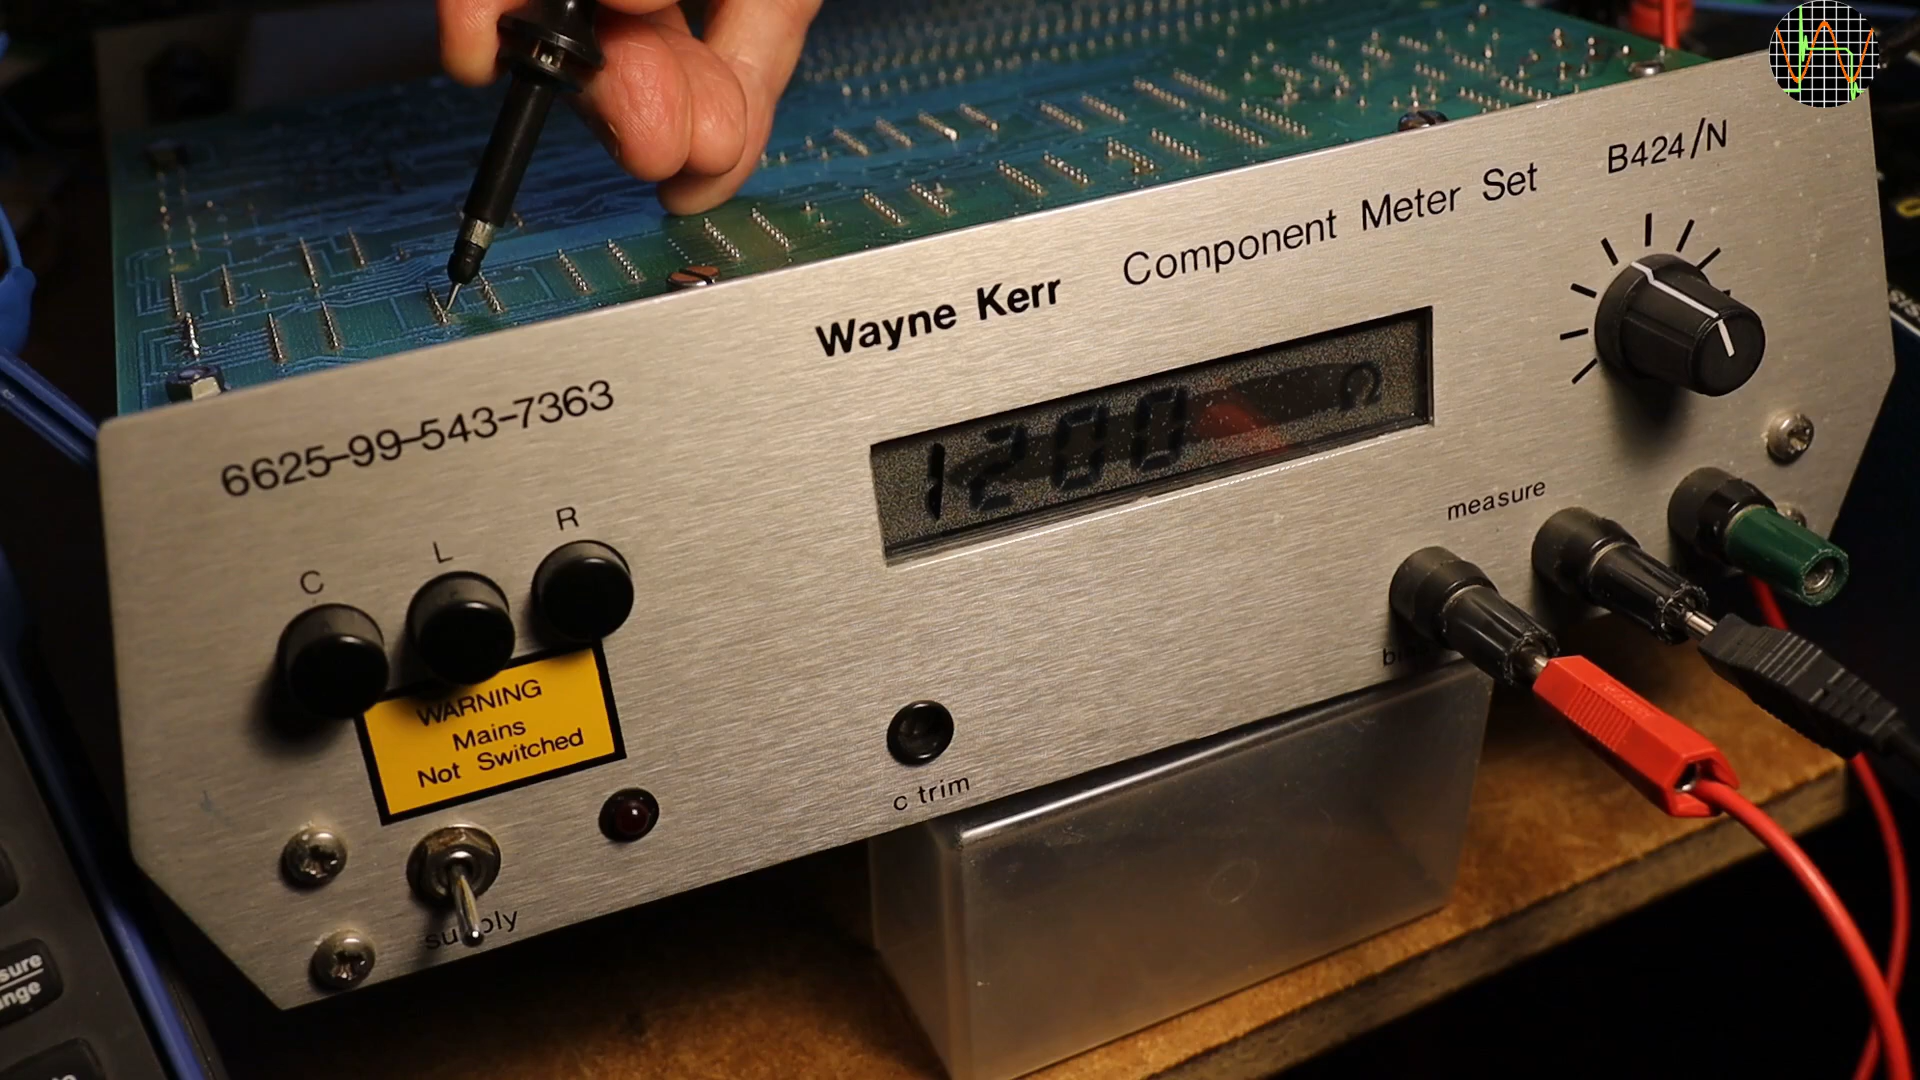 B424/N
Wayne Kerr Component Meter Set
6625-99-543-7363
1200 Ω
measure
C L R
WARNING
Mains
Not Switched
c trim